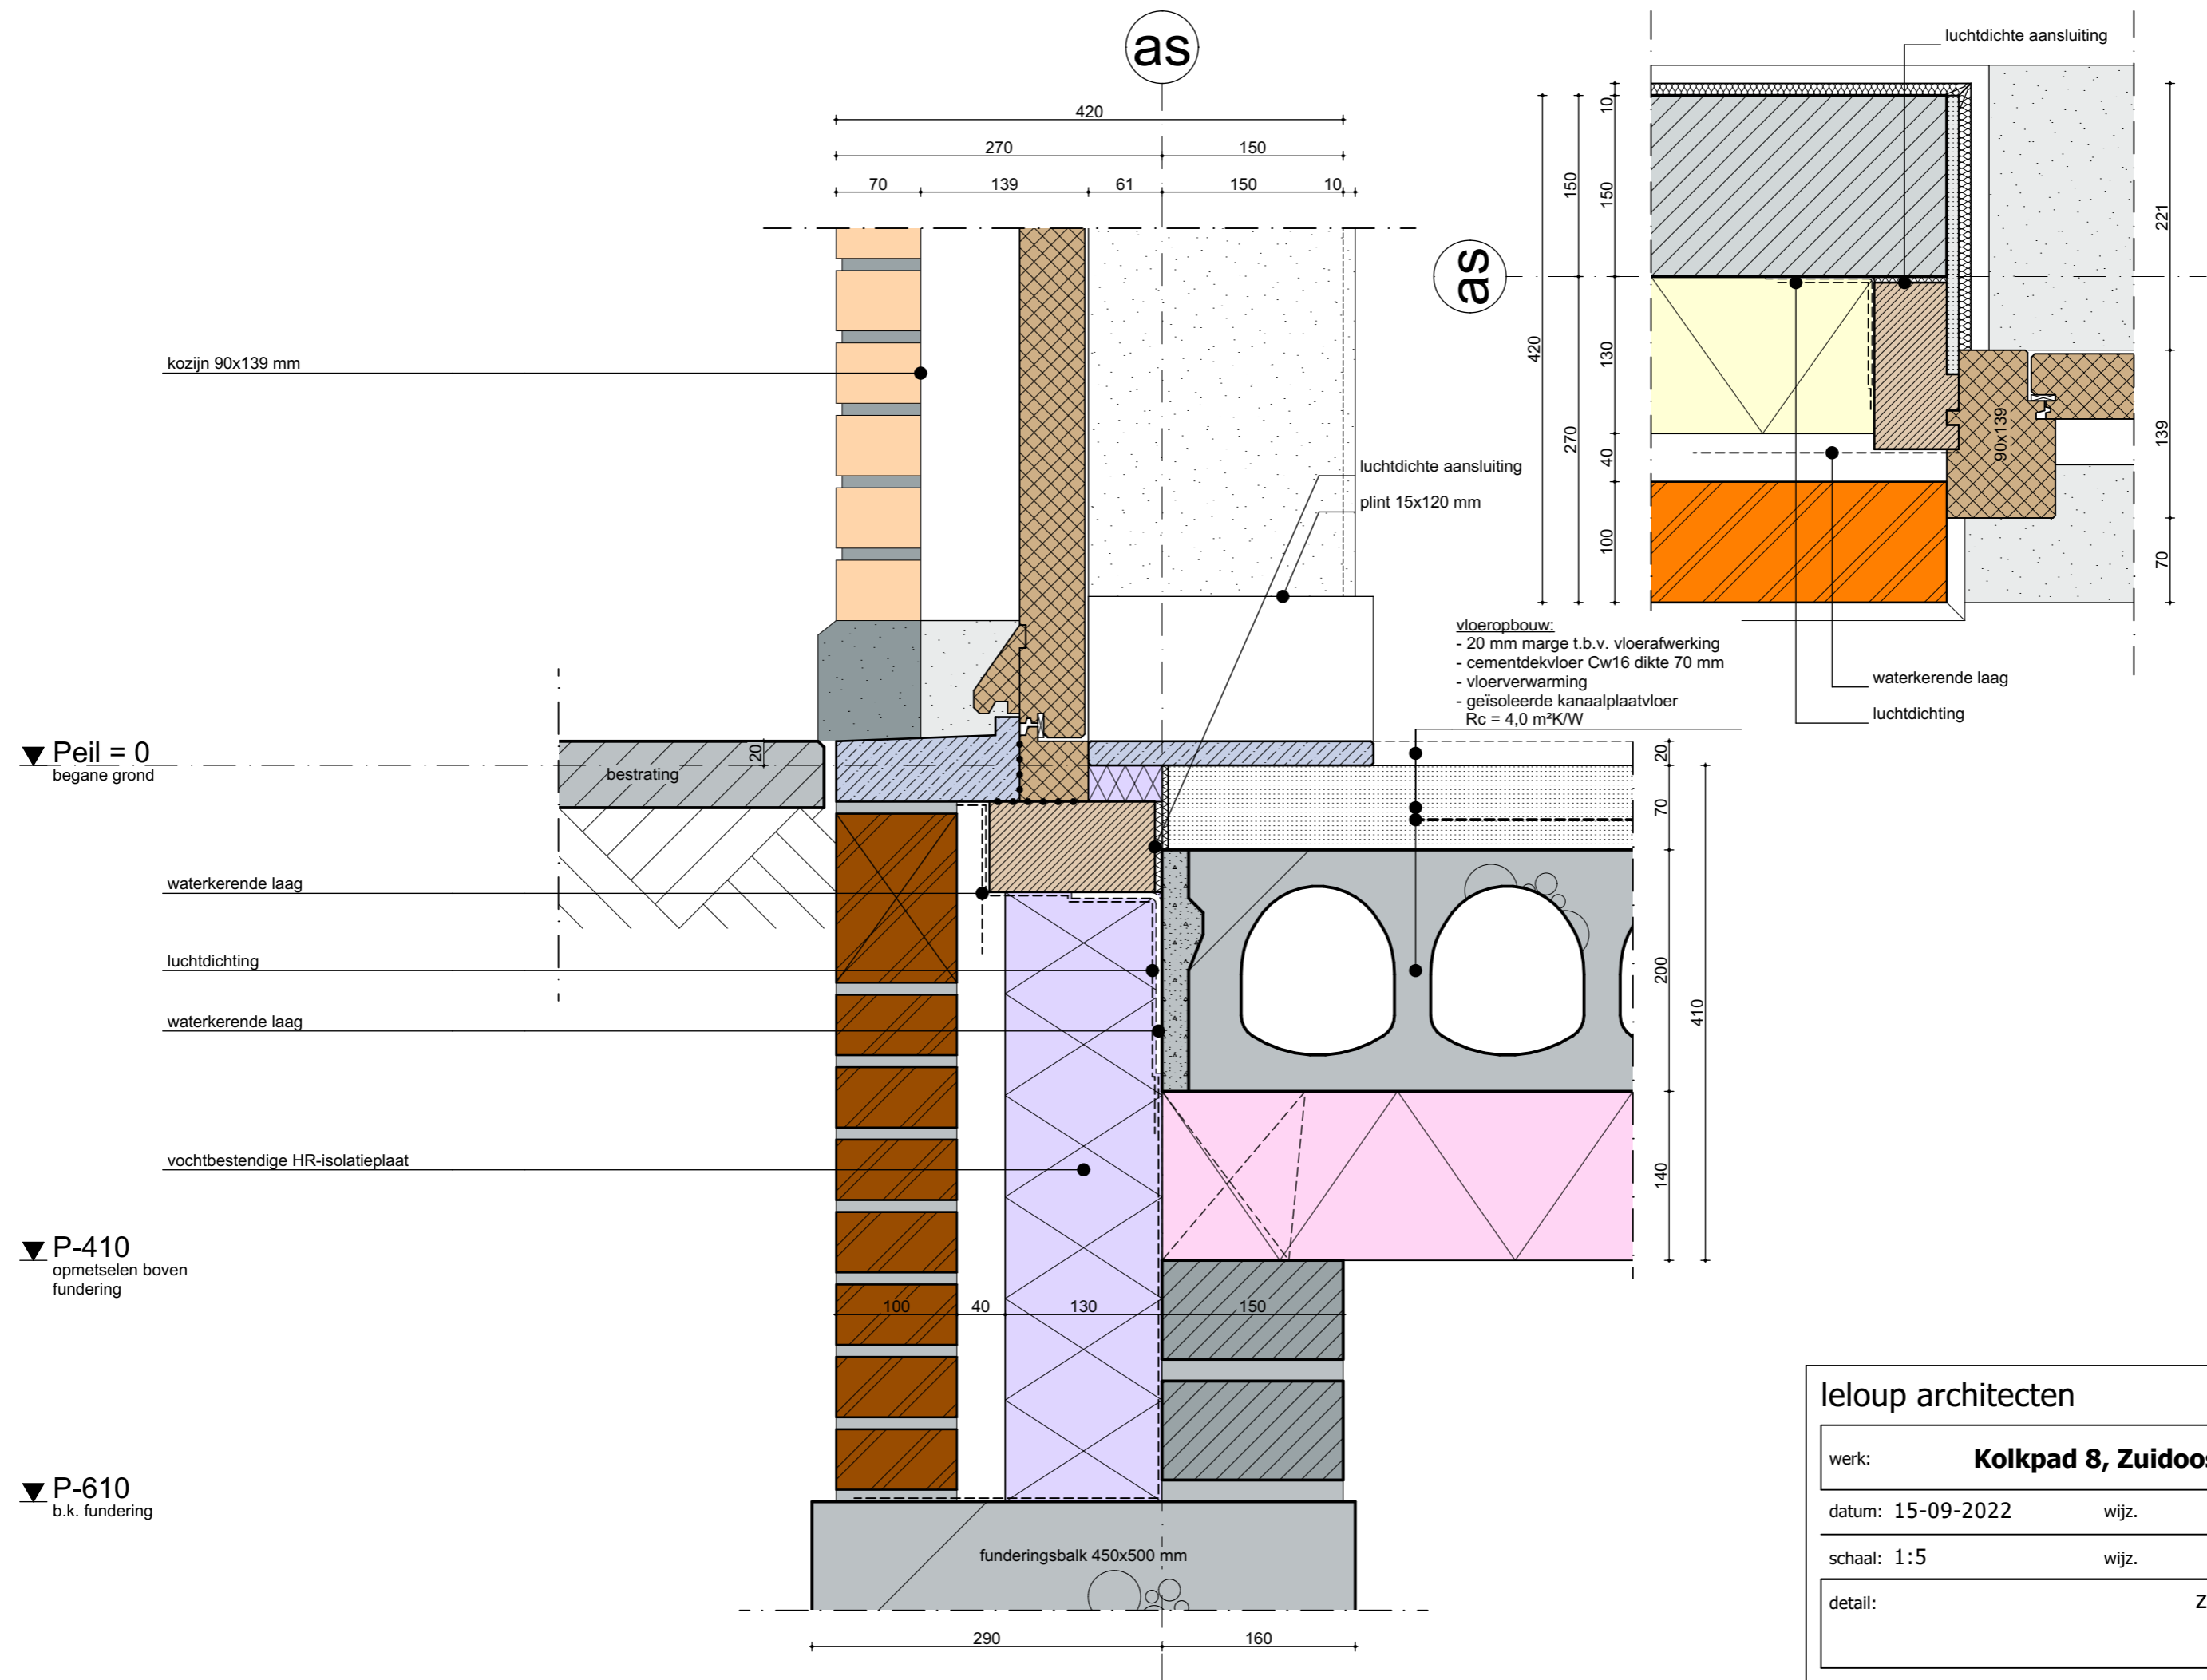 as
luchtdichte aansluiting
420
270
150
70
139
61
150
10
10
150
150
420
270
130
40
100
221
139
70
as
90x139
kozijn 90x139 mm
luchtdichte aansluiting
plint 15x120 mm
vloeropbouw:
- 20 mm marge t.b.v. vloerafwerking
- cementdekvloer Cw16 dikte 70 mm
- vloerverwarming
- geïsoleerde kanaalplaatvloer
Rc = 4,0 m²K/W
waterkerende laag
luchtdichting
Peil = 0
begane grond
bestrating
20
20
70
200
410
140
waterkerende laag
luchtdichting
waterkerende laag
vochtbestendige HR-isolatieplaat
P-410
opmetselen boven
fundering
100
40
130
150
P-610
b.k. fundering
funderingsbalk 450x500 mm
290
160
leloup architecten
werk: Kolkpad 8, Zuidoos
datum: 15-09-2022 wijz.
schaal: 1:5 wijz.
detail: z